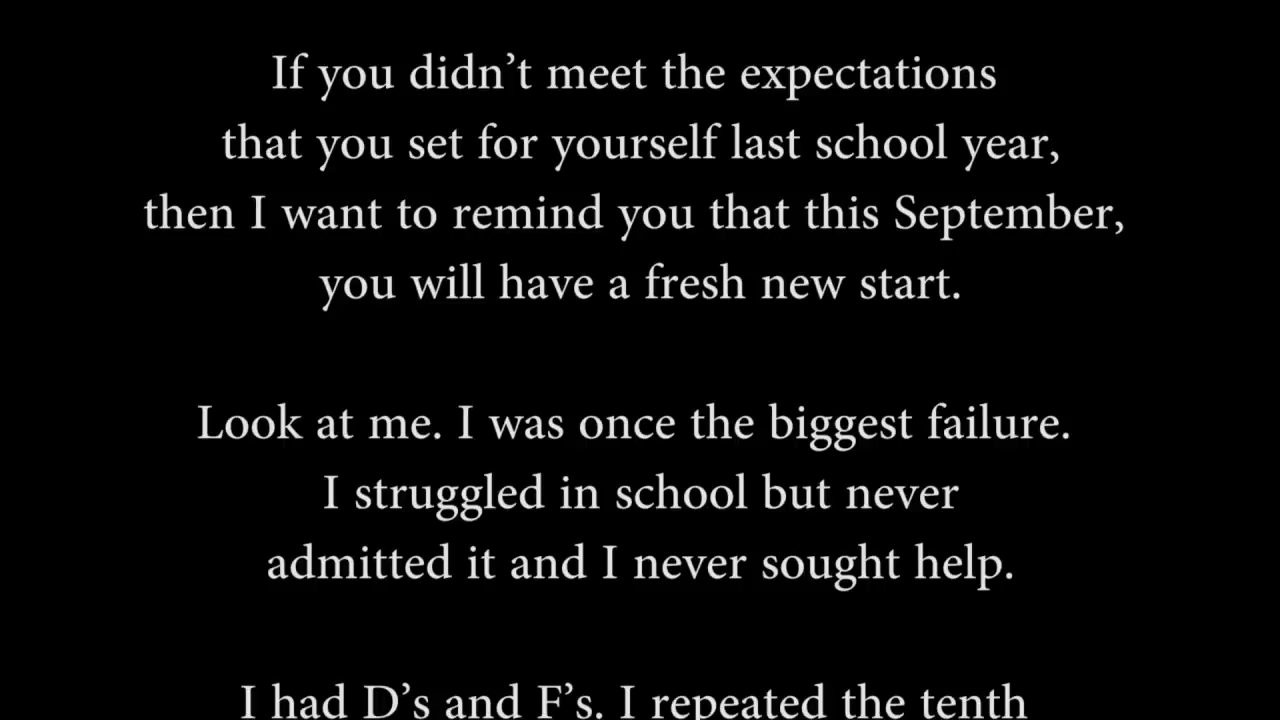 If you didn’t meet the expectations
that you set for yourself last school year,
then I want to remind you that this September,
you will have a fresh new start.
Look at me. I was once the biggest failure.
I struggled in school but never
admitted it and I never sought help.
I had D’s and F’s. I repeated the tenth